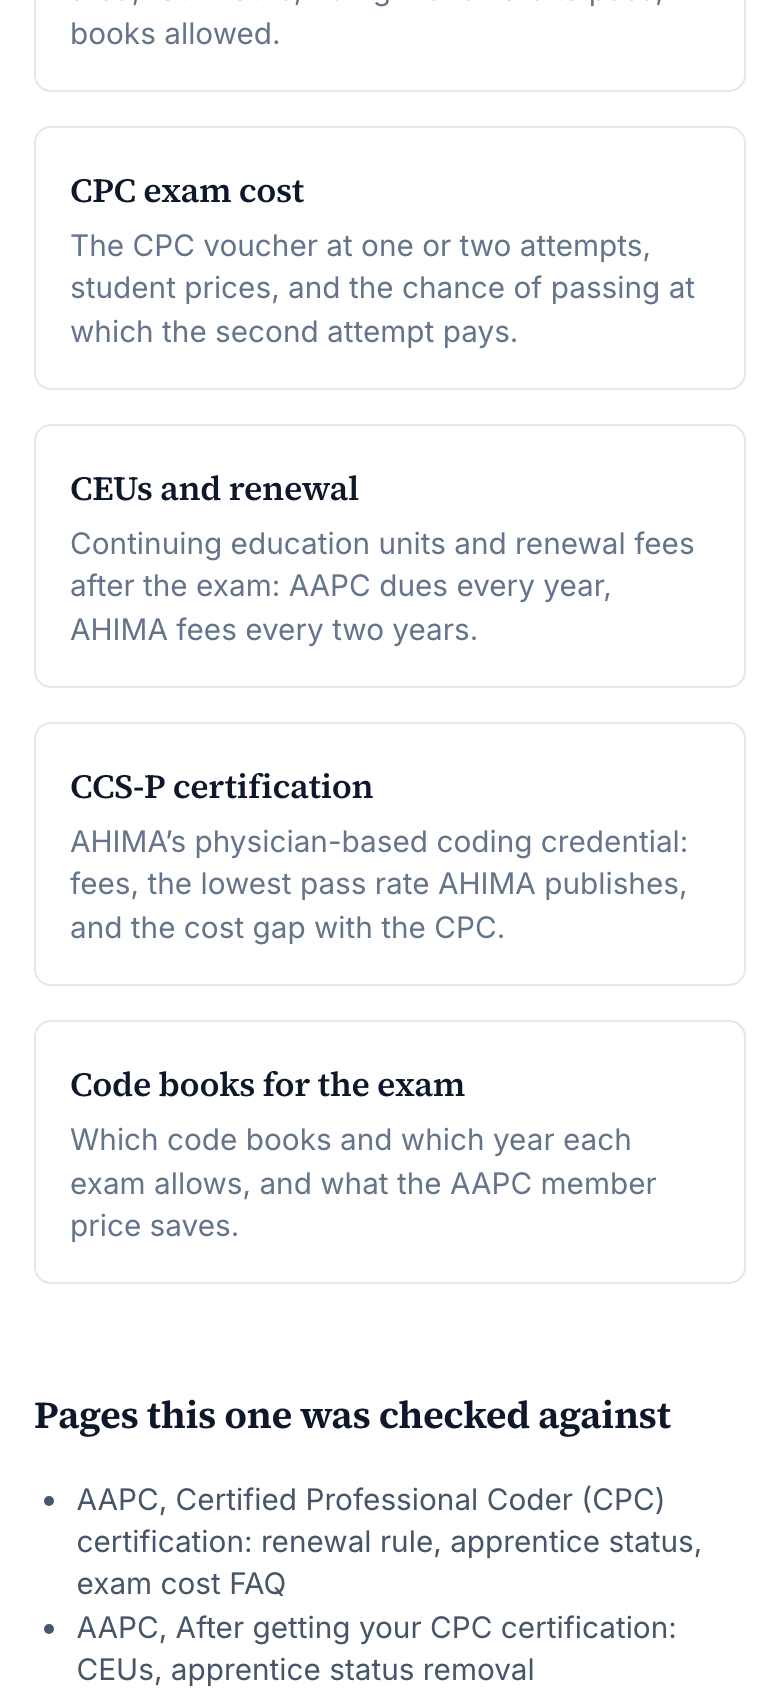 books allowed.
CPC exam cost
The CPC voucher at one or two attempts,
student prices, and the chance of passing at
which the second attempt pays.
CEUs and renewal
Continuing education units and renewal fees
after the exam: AAPC dues every year,
AHIMA fees every two years.
CCS-P certification
AHIMA’s physician-based coding credential:
fees, the lowest pass rate AHIMA publishes,
and the cost gap with the CPC.
Code books for the exam
Which code books and which year each
exam allows, and what the AAPC member
price saves.
Pages this one was checked against
• AAPC, Certified Professional Coder (CPC)
certification: renewal rule, apprentice status,
exam cost FAQ
• AAPC, After getting your CPC certification:
CEUs, apprentice status removal